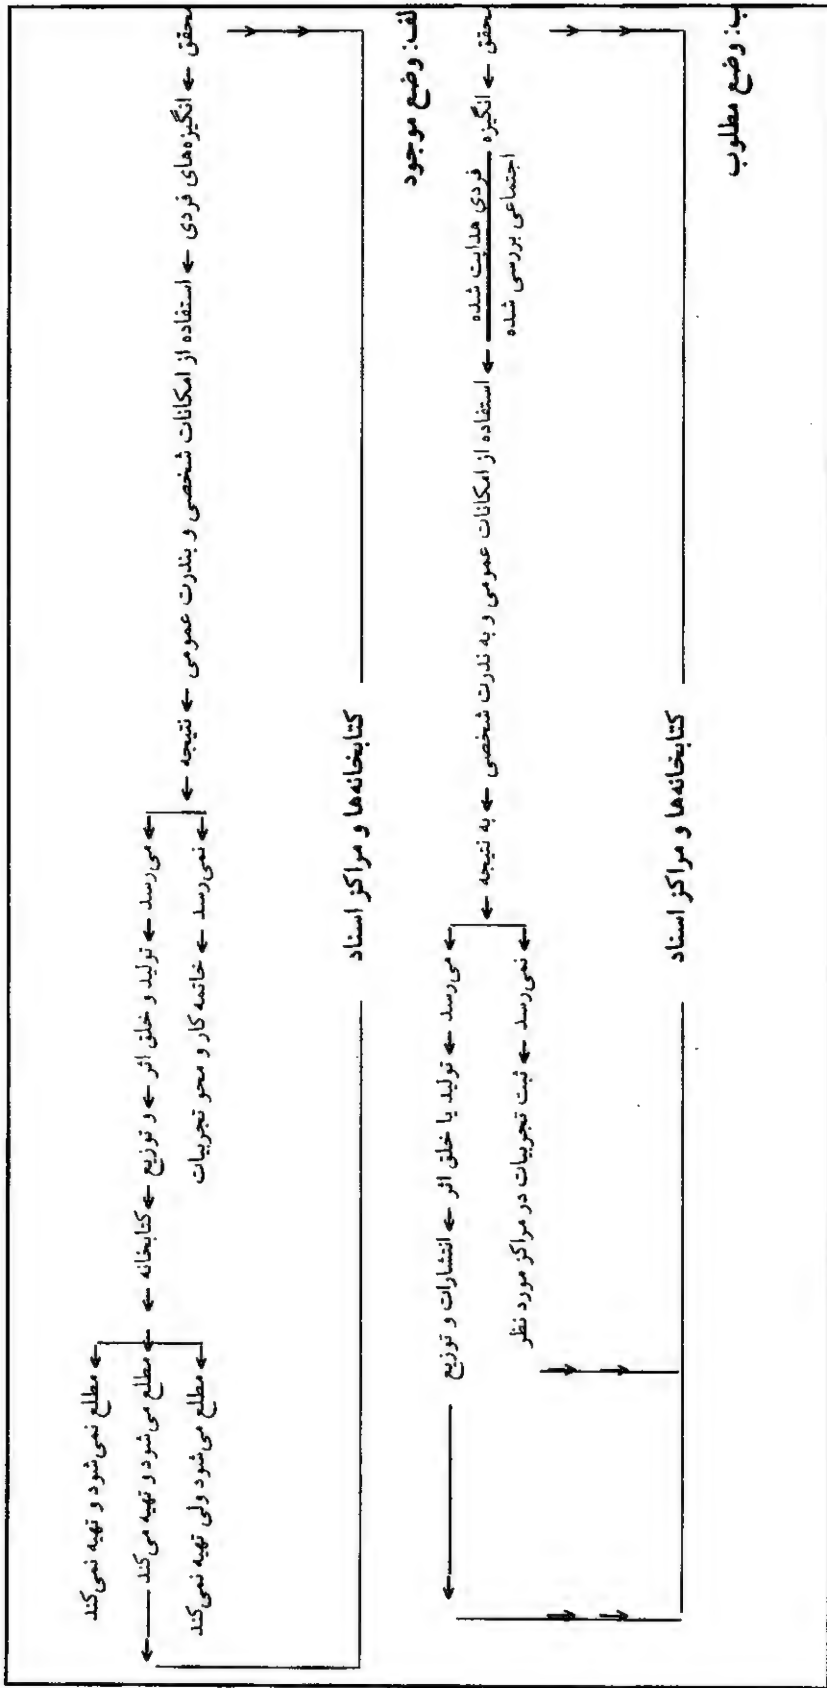 مطلع نمی‌شود و تهیه نمی‌کند
می‌رسد ← تولید و خلق اثر ← و توزیع ← کتابخانه ← ← مطلع می‌شود و تهیه می‌کند
محقق ← انگیزه‌های فردی ← استفاده از امکانات شخصی و بندرت عمومی ← نتیجه ←
نمی‌رسد ← خاتمه کار و محو تجربیات
مطلع می‌شود ولی تهیه نمی‌کند
کتابخانه‌ها و مراکز اسناد
لف: وضع موجود
می‌رسد ← تولید یا خلق اثر ← انتشارات و توزیع
محقق ← انگیزه فردی هدایت شده
اجتماعی بررسی شده
← استفاده از امکانات عمومی و به ندرت شخصی ← به نتیجه ←
نمی‌رسد ← ثبت تجربیات در مراکز مورد نظر
کتابخانه‌ها و مراکز اسناد
ب: وضع مطلوب